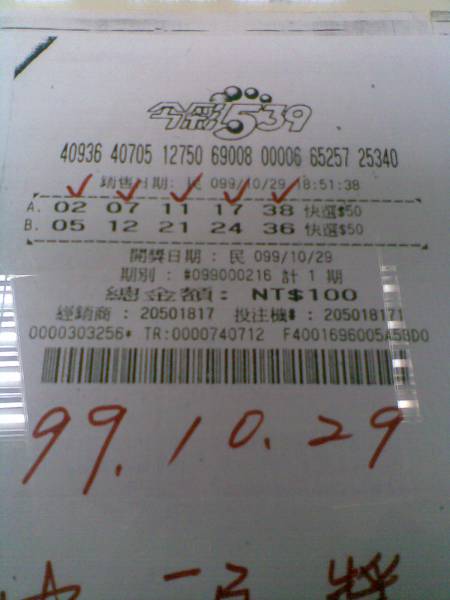 今彩539
40936 40705 12750 69008 00006 65257 25340
銷售日期: 民 099/10/29 18:51:38
A. 02 07 11 17 38 快選$50
B. 05 12 21 24 36 快選$50
開獎日期 : 民 099/10/29
期別 : #099000216 計 1 期
總金額: NT$100
經銷商 : 20501817 投注機# : 205018171
0000303256* TR:0000740712 F4001696005A5BD0
99.10.29
獎